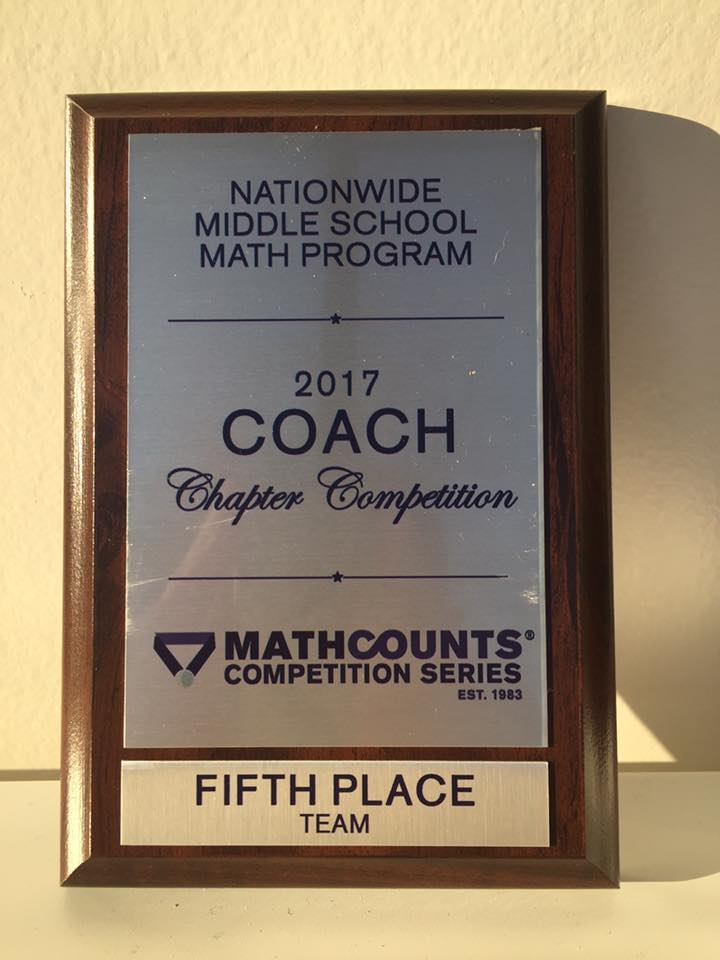 NATIONWIDE
MIDDLE SCHOOL
MATH PROGRAM
2017
COACH
Chapter Competition
MATHCOUNTS®
COMPETITION SERIES
EST. 1983
FIFTH PLACE
TEAM